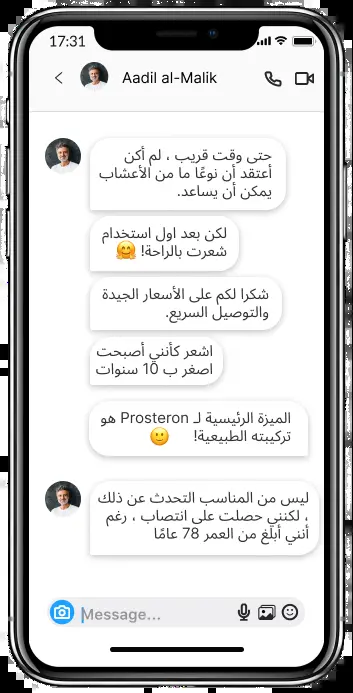 17:31
Aadil al-Malik
حتى وقت قريب ، لم أكن
أعتقد أن نوعًا ما من الأعشاب
يمكن أن يساعد.
لكن بعد اول استخدام
شعرت بالراحة! 🤗
شكرا لكم على الأسعار الجيدة
والتوصيل السريع.
اشعر كأنني أصبحت
اصغر ب 10 سنوات
الميزة الرئيسية لـ Prosteron هو
تركيبته الطبيعية! 🙂
ليس من المناسب التحدث عن ذلك
، لكنني حصلت على انتصاب ، رغم
أنني أبلغ من العمر 78 عامًا
Message...